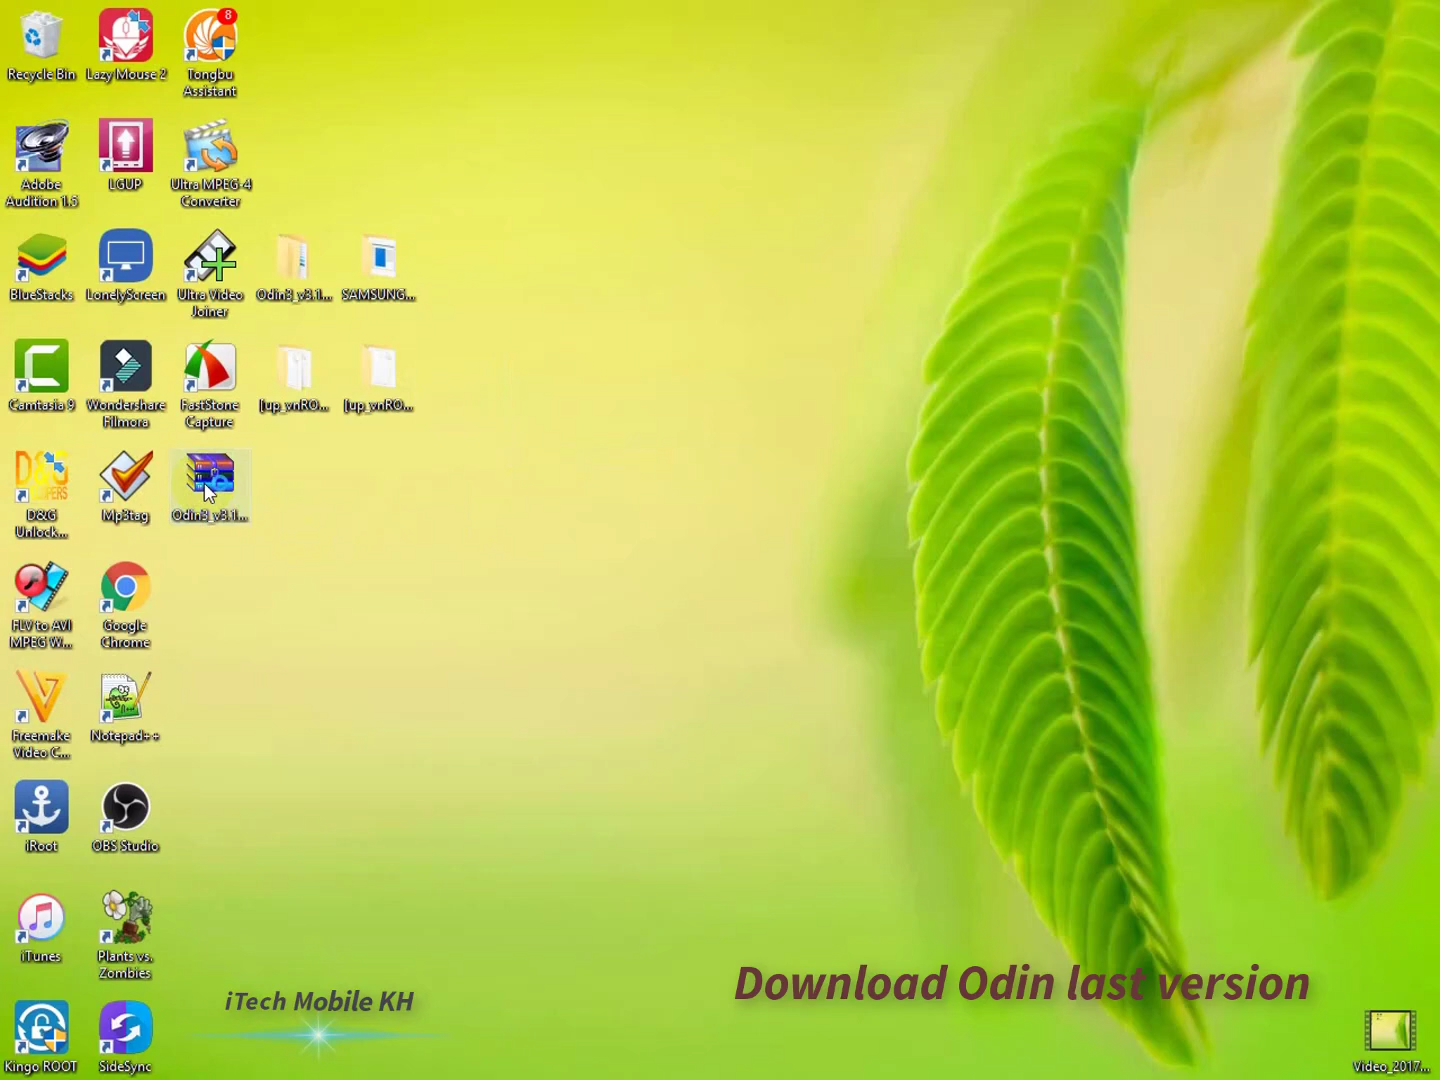 Recycle Bin
Lazy Mouse 2
8
Tongbu
Assistant
Adobe
Audition 1.5
LGUP
Ultra MPEG-4
Converter
BlueStacks
LonelyScreen
Ultra Video
Joiner
Odin3_v3.1...
SAMSUNG...
Camtasia 9
Wondershare
Filmora
FastStone
Capture
[up_vnRO...
[up_vnRO...
D&G
Unlock...
Mp3tag
Odin3_v3.1...
FLV to AVI
MPEG W...
Google
Chrome
Freemake
Video C...
Notepad++
iRoot
OBS Studio
iTunes
Plants vs.
Zombies
Kingo ROOT
SideSync
iTech Mobile KH
Download Odin last version
Video_2017...